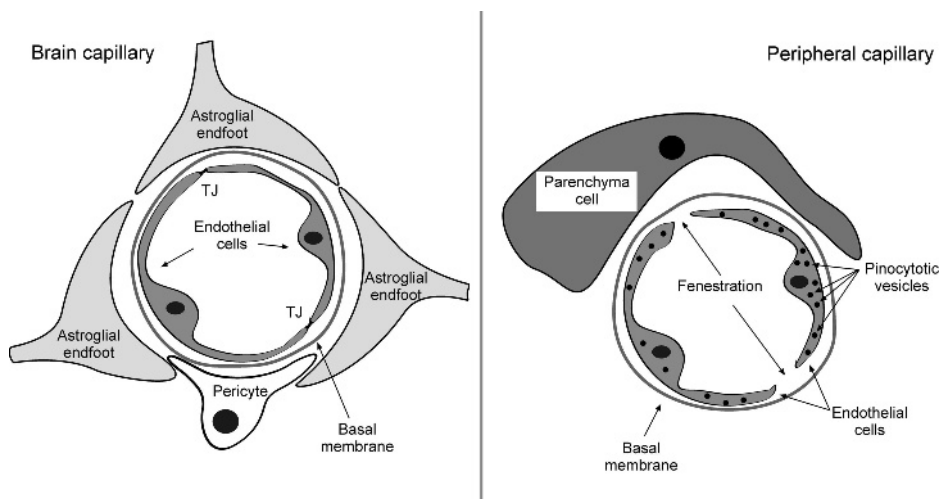 Brain capillary
Astroglial
endfoot
TJ
Endothelial
cells
Astroglial
endfoot
TJ
Astroglial
endfoot
Pericyte
Basal
membrane
Peripheral capillary
Parenchyma
cell
Fenestration
Pinocytotic
vesicles
Endothelial
cells
Basal
membrane